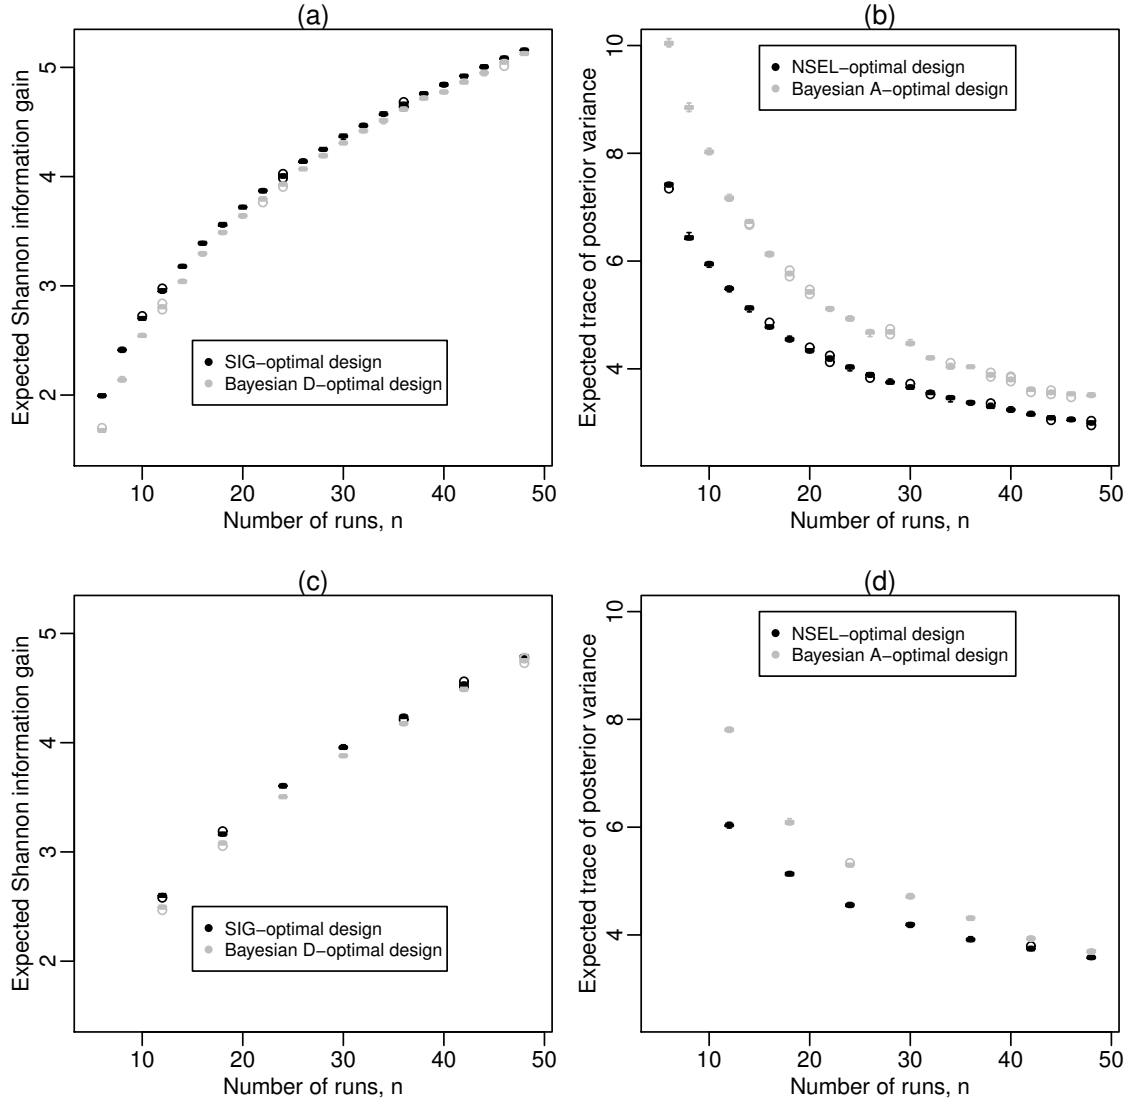 (a)
Expected Shannon information gain
5
4
3
2
SIG−optimal design
Bayesian D−optimal design
10 20 30 40 50
Number of runs, n
(b)
Expected trace of posterior variance
10
8
6
4
NSEL−optimal design
Bayesian A−optimal design
10 20 30 40 50
Number of runs, n
(c)
Expected Shannon information gain
5
4
3
2
SIG−optimal design
Bayesian D−optimal design
10 20 30 40 50
Number of runs, n
(d)
Expected trace of posterior variance
10
8
6
4
NSEL−optimal design
Bayesian A−optimal design
10 20 30 40 50
Number of runs, n